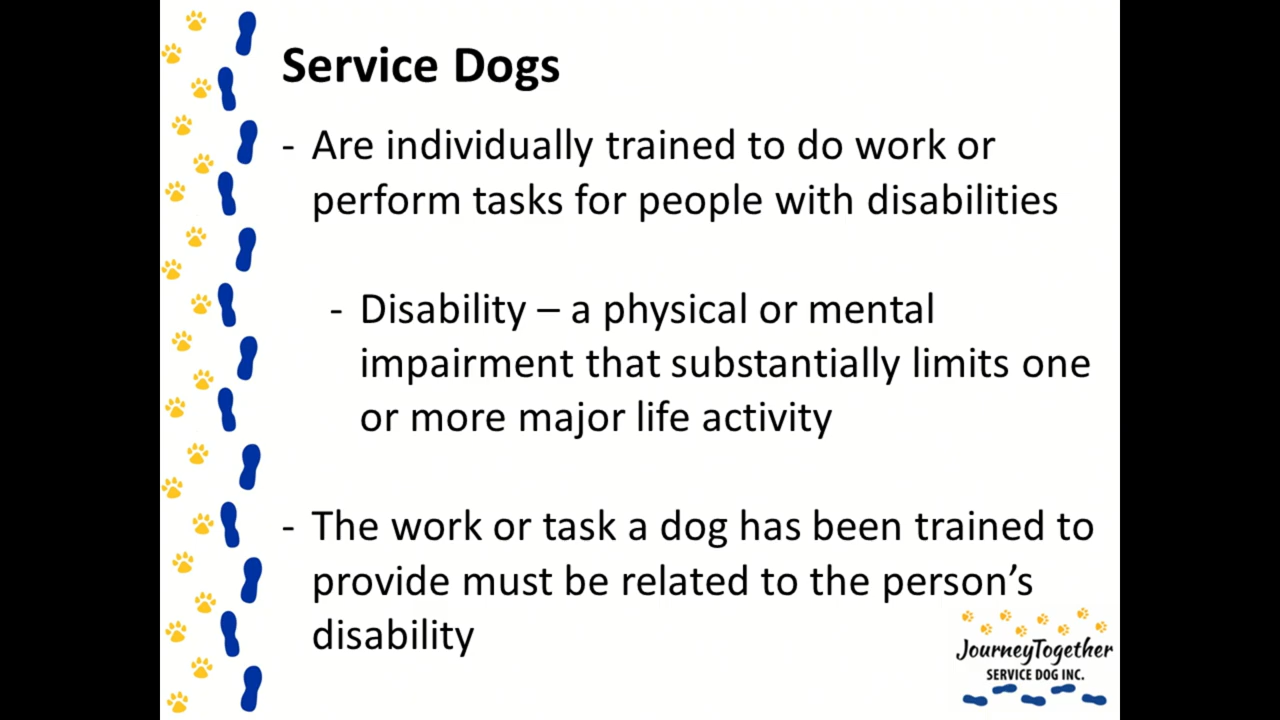 Service Dogs
- Are individually trained to do work or
perform tasks for people with disabilities
- Disability – a physical or mental
impairment that substantially limits one
or more major life activity
- The work or task a dog has been trained to
provide must be related to the person’s
disability
JourneyTogether
SERVICE DOG INC.